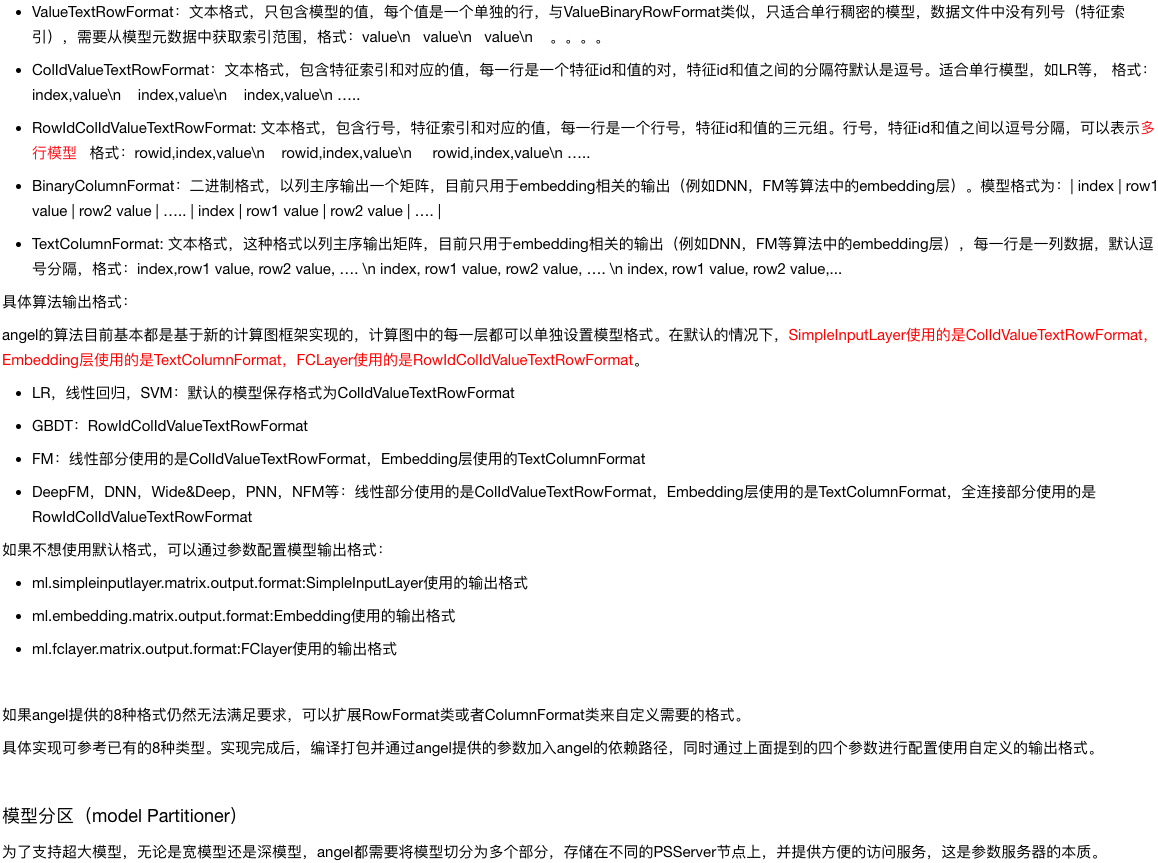 ValueTextRowFormat：文本格式，只包含模型的值，每个值是一个单独的行，与ValueBinaryRowFormat类似，只适合单行稠密的模型，数据文件中没有列号（特征索
引），需要从模型元数据中获取索引范围，格式：value\n value\n value\n 。。。。
ColIdValueTextRowFormat：文本格式，包含特征索引和对应的值，每一行是一个特征id和值的对，特征id和值之间的分隔符默认是逗号。适合单行模型，如LR等， 格式：
index,value\n index,value\n index,value\n …..
RowIdColIdValueTextRowFormat: 文本格式，包含行号，特征索引和对应的值，每一行是一个行号，特征id和值的三元组。行号，特征id和值之间以逗号分隔，可以表示多
行模型 格式：rowid,index,value\n rowid,index,value\n rowid,index,value\n …..
BinaryColumnFormat：二进制格式，以列主序输出一个矩阵，目前只用于embedding相关的输出（例如DNN，FM等算法中的embedding层）。模型格式为：| index | row1
value | row2 value | ….. | index | row1 value | row2 value | …. |
TextColumnFormat: 文本格式，这种格式以列主序输出矩阵，目前只用于embedding相关的输出（例如DNN，FM等算法中的embedding层），每一行是一列数据，默认逗
号分隔，格式：index,row1 value, row2 value, …. \n index, row1 value, row2 value, …. \n index, row1 value, row2 value,...
具体算法输出格式：
angel的算法目前基本都是基于新的计算图框架实现的，计算图中的每一层都可以单独设置模型格式。在默认的情况下，SimpleInputLayer使用的是ColIdValueTextRowFormat，
Embedding层使用的是TextColumnFormat，FCLayer使用的是RowIdColIdValueTextRowFormat。
LR，线性回归，SVM：默认的模型保存格式为ColIdValueTextRowFormat
GBDT：RowIdColIdValueTextRowFormat
FM：线性部分使用的是ColIdValueTextRowFormat，Embedding层使用的TextColumnFormat
DeepFM，DNN，Wide&Deep，PNN，NFM等：线性部分使用的是ColIdValueTextRowFormat，Embedding层使用的是TextColumnFormat，全连接部分使用的是
RowIdColIdValueTextRowFormat
如果不想使用默认格式，可以通过参数配置模型输出格式：
ml.simpleinputlayer.matrix.output.format:SimpleInputLayer使用的输出格式
ml.embedding.matrix.output.format:Embedding使用的输出格式
ml.fclayer.matrix.output.format:FClayer使用的输出格式
如果angel提供的8种格式仍然无法满足要求，可以扩展RowFormat类或者ColumnFormat类来自定义需要的格式。
具体实现可参考已有的8种类型。实现完成后，编译打包并通过angel提供的参数加入angel的依赖路径，同时通过上面提到的四个参数进行配置使用自定义的输出格式。
模型分区（model Partitioner）
为了支持超大模型，无论是宽模型还是深模型，angel都需要将模型切分为多个部分，存储在不同的PSServer节点上，并提供方便的访问服务，这是参数服务器的本质。